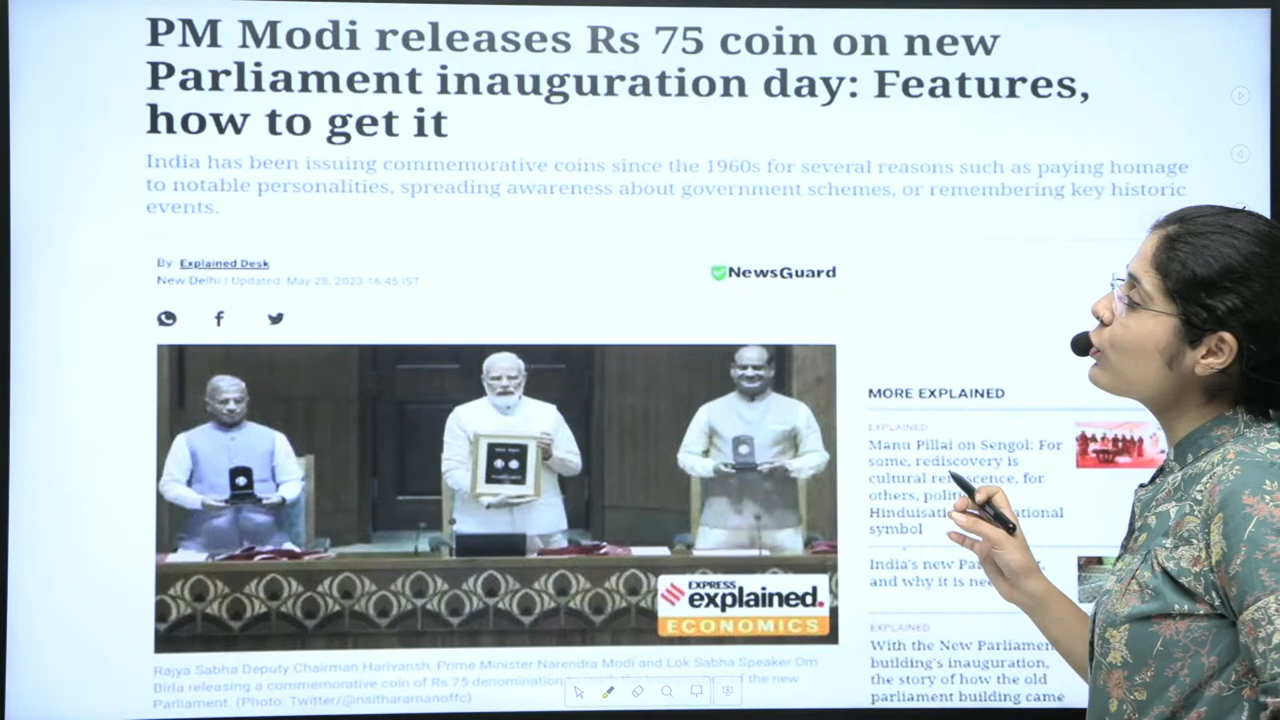 PM Modi releases Rs 75 coin on new
Parliament inauguration day: Features,
how to get it
India has been issuing commemorative coins since the 1960s for several reasons such as paying homage
to notable personalities, spreading awareness about government schemes, or remembering key historic
events.
By Explained Desk
New Delhi | Updated: May 28, 2023 16:45 IST
NewsGuard
EXPRESS
explained.
ECONOMICS
Rajya Sabha Deputy Chairman Harivansh, Prime Minister Narendra Modi and Lok Sabha Speaker Om
Birla releasing a commemorative coin of Rs 75 denomination of the new
Parliament. (Photo: Twitter/@nsitharamanoffc)
MORE EXPLAINED
EXPLAINED
Manu Pillai on Sengol: For
some, rediscovery is
cultural for
others,
symbol
India's new
and why it is
EXPLAINED
With the New
building's inauguration,
the story of how the old
parliament building came